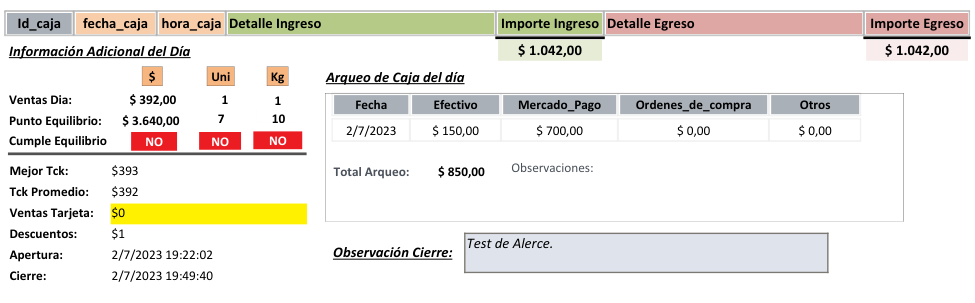 Id_caja fecha_caja hora_caja Detalle Ingreso Importe Ingreso Detalle Egreso Importe Egreso
$ 1.042,00 $ 1.042,00
Información Adicional del Día
$ Uni Kg
Ventas Dia: $ 392,00 1 1
Punto Equilibrio: $ 3.640,00 7 10
Cumple Equilibrio NO NO NO
Mejor Tck: $393
Tck Promedio: $392
Ventas Tarjeta: $0
Descuentos: $1
Apertura: 2/7/2023 19:22:02
Cierre: 2/7/2023 19:49:40
Arqueo de Caja del día
Fecha Efectivo Mercado_Pago Ordenes_de_compra Otros
2/7/2023 $ 150,00 $ 700,00 $ 0,00 $ 0,00
Total Arqueo: $ 850,00 Observaciones:
Observación Cierre: Test de Alerce.